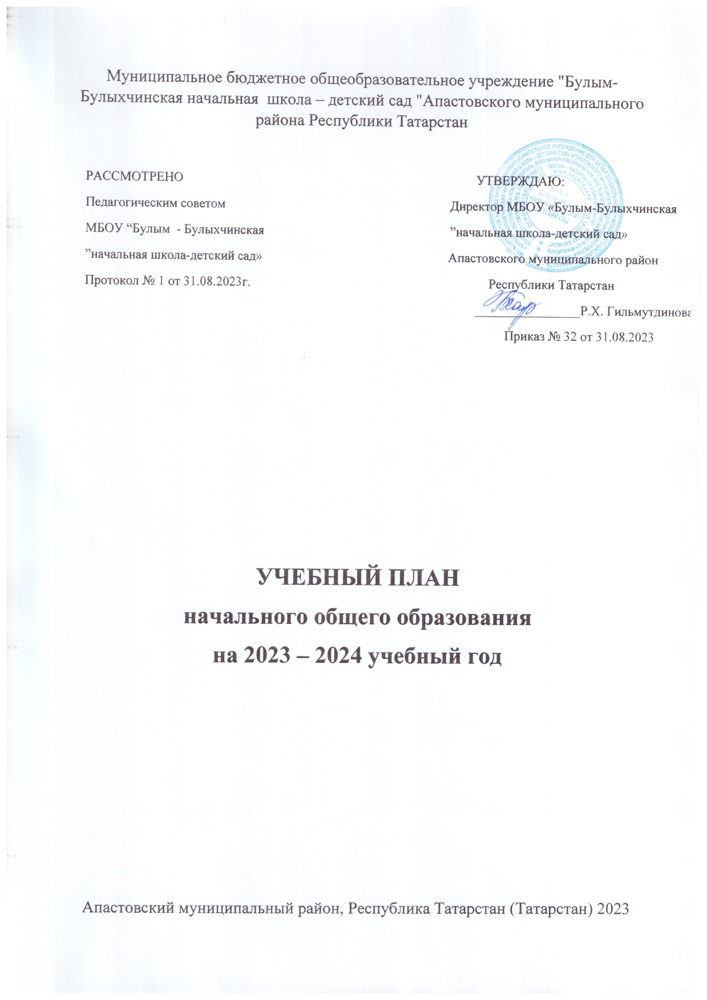 Муниципальное бюджетное общеобразовательное учреждение "Булым-
Булыхчинская начальная школа – детский сад "Апастовского муниципального
района Республики Татарстан
РАССМОТРЕНО
Педагогическим советом
МБОУ “Булым - Булыхчинская
”начальная школа-детский сад»
Протокол № 1 от 31.08.2023г.
УТВЕРЖДАЮ:
Директор МБОУ «Булым-Булыхчинская
”начальная школа-детский сад»
Апастовского муниципального район
Республики Татарстан
Р.Х. Гильмутдинова
Приказ № 32 от 31.08.2023
УЧЕБНЫЙ ПЛАН
начального общего образования
на 2023 – 2024 учебный год
Апастовский муниципальный район, Республика Татарстан (Татарстан) 2023